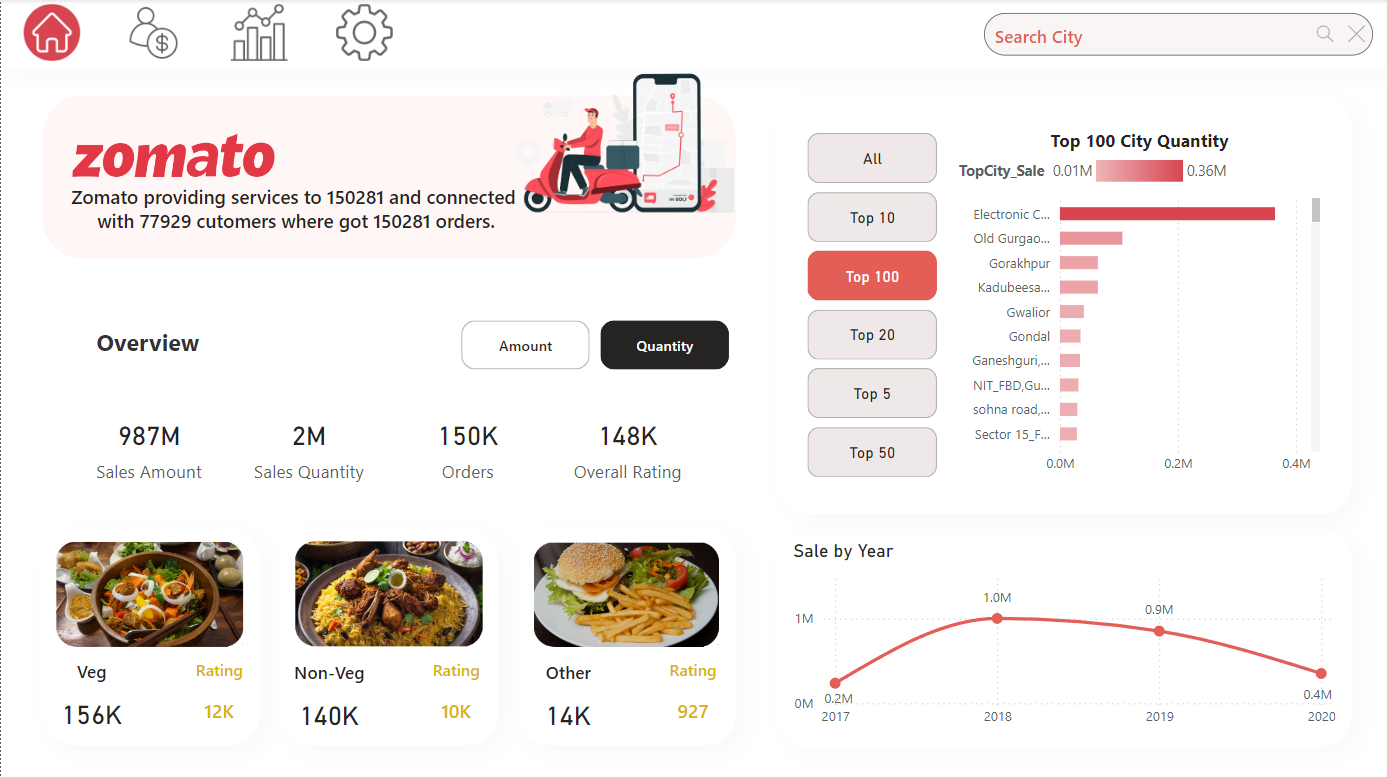 Search City
zomato
Zomato providing services to 150281 and connected
with 77929 cutomers where got 150281 orders.
Overview
Amount
Quantity
987M
2M
150K
148K
Sales Amount
Sales Quantity
Orders
Overall Rating
Veg
Rating
156K
12K
Non-Veg
Rating
140K
10K
Other
Rating
14K
927
All
Top 10
Top 100
Top 20
Top 5
Top 50
Top 100 City Quantity
TopCity_Sale 0.01M 0.36M
Electronic C...
Old Gurgao...
Gorakhpur
Kadubeesa...
Gwalior
Gondal
Ganeshguri,...
NIT_FBD,Gu...
sohna road,...
Sector 15_F...
0.0M 0.2M 0.4M
Sale by Year
1M
0M
0.2M
1.0M
0.9M
0.4M
2017 2018 2019 2020